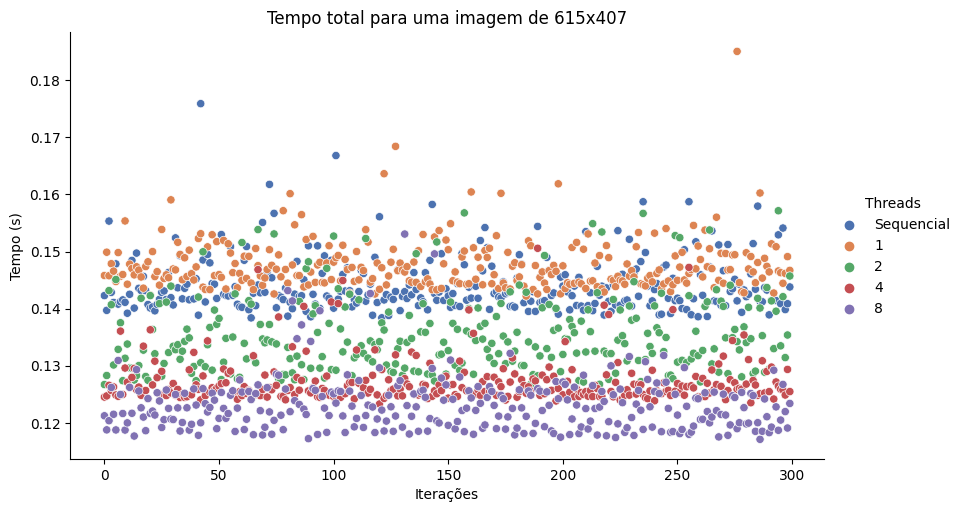 Tempo total para uma imagem de 615x407
Tempo (s)
0.18
0.17
0.16
0.15
0.14
0.13
0.12
0 50 100 150 200 250 300
Iterações
Threads
Sequencial
1
2
4
8